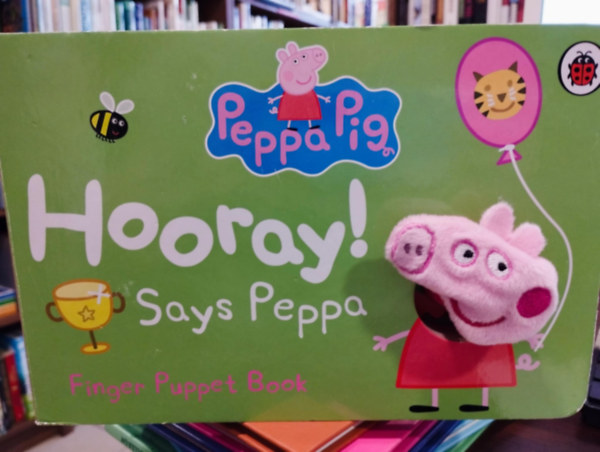 Peppa Pig
Hooray!
Says Peppa
Finger Puppet Book